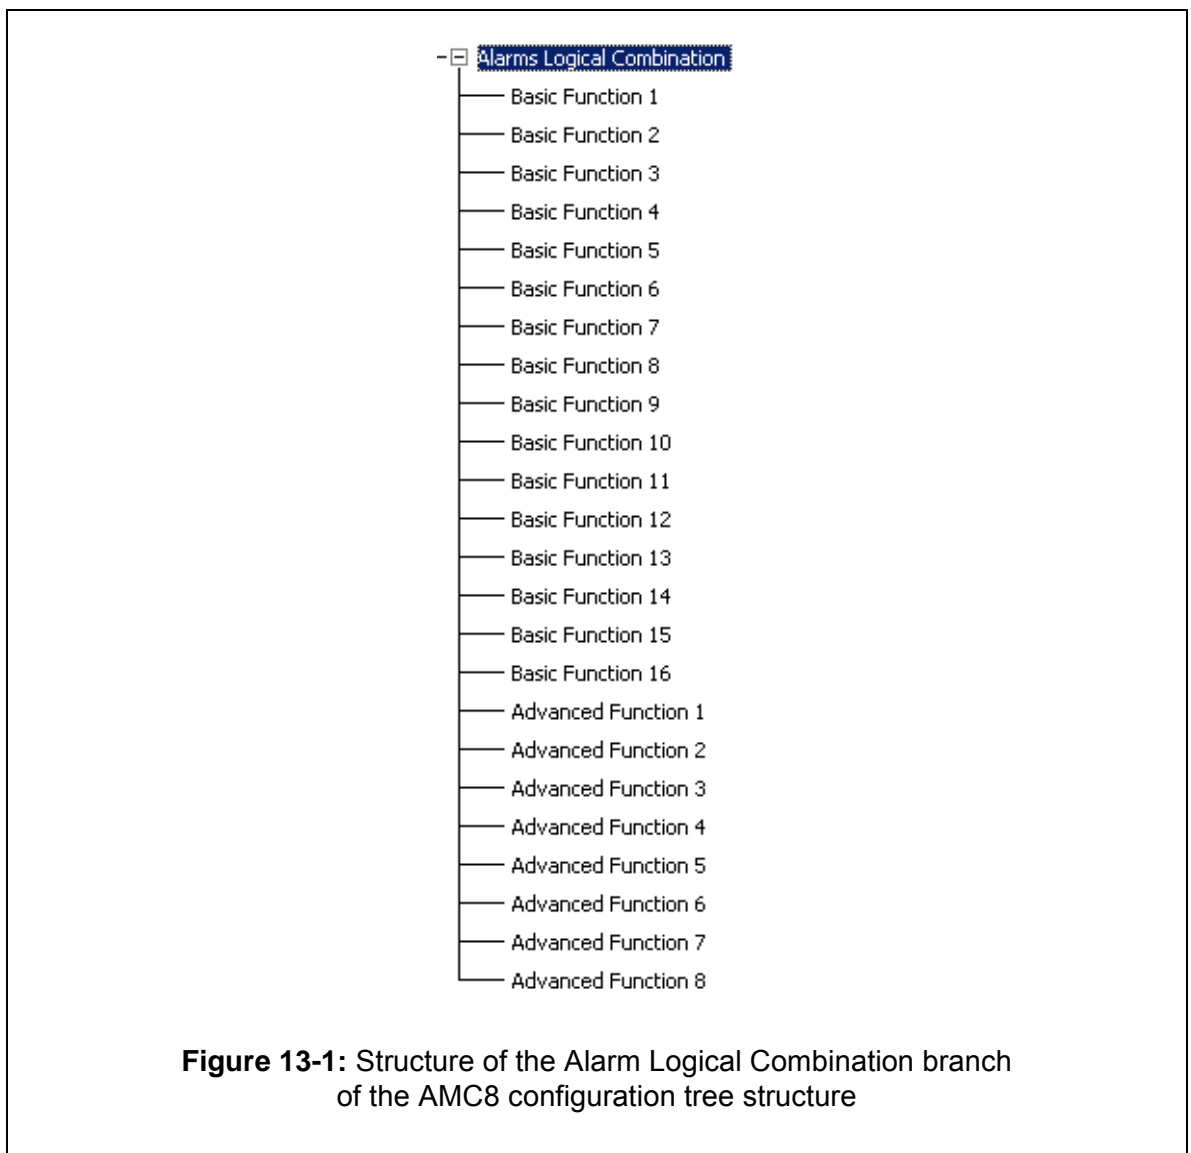 Alarms Logical Combination
Basic Function 1
Basic Function 2
Basic Function 3
Basic Function 4
Basic Function 5
Basic Function 6
Basic Function 7
Basic Function 8
Basic Function 9
Basic Function 10
Basic Function 11
Basic Function 12
Basic Function 13
Basic Function 14
Basic Function 15
Basic Function 16
Advanced Function 1
Advanced Function 2
Advanced Function 3
Advanced Function 4
Advanced Function 5
Advanced Function 6
Advanced Function 7
Advanced Function 8
Figure 13-1: Structure of the Alarm Logical Combination branch
of the AMC8 configuration tree structure